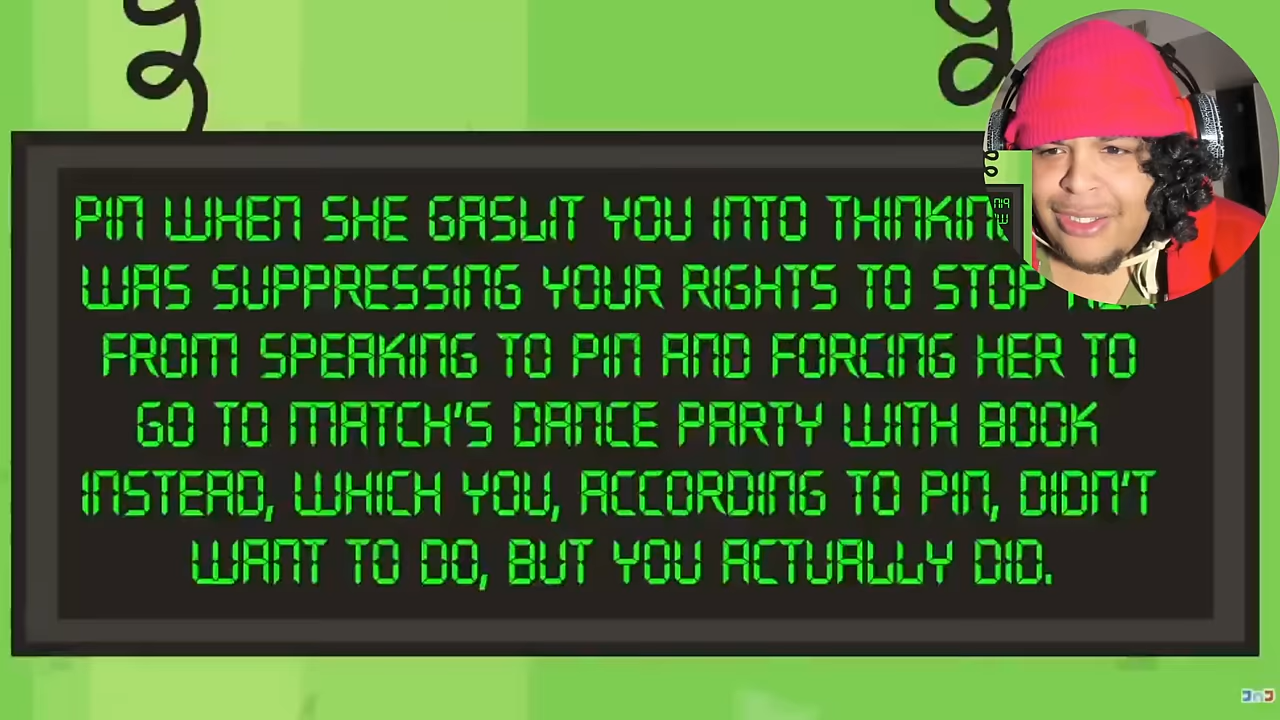 PIN WHEN SHE GASLIT YOU INTO
WAS SUPPRESSING YOUR RIGHTS TO STOP
FROM SPEAKING TO PIN AND FORCING HER TO
GO TO MATCH'S DANCE PARTY WITH BOOK
INSTEAD, WHICH YOU, ACCORDING TO PIN, DIDN'T
WANT TO DO, BUT YOU ACTUALLY DID.